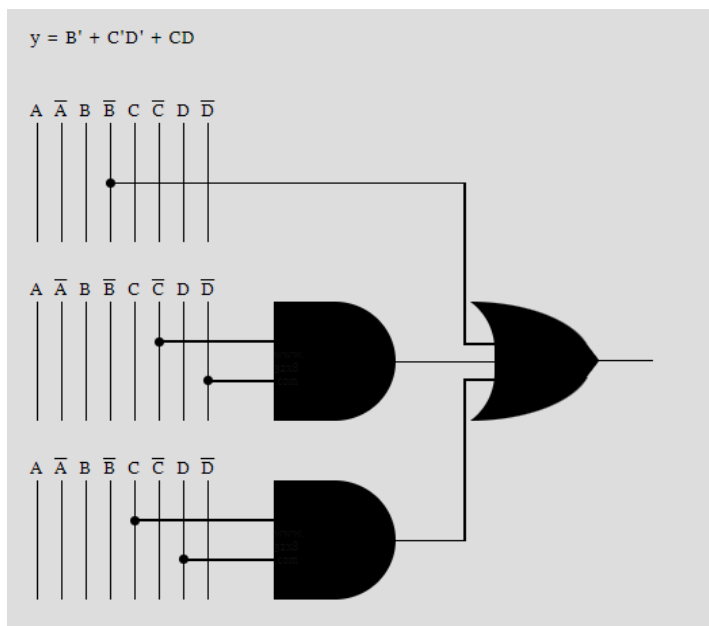 y = B' + C'D' + CD
A A̅ B B̅ C C̅ D D̅
A A̅ B B̅ C C̅ D D̅
A A̅ B B̅ C C̅ D D̅